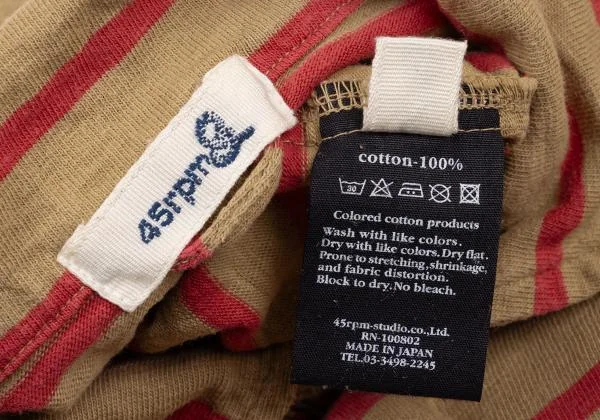 45rpm
cotton-100%
30
Colored cotton products
Wash with like colors.
Dry with like colors. Dry flat.
Prone to stretching, shrinkage,
and fabric distortion.
Block to dry. No bleach.
45rpm-studio co., Ltd.
RN-100802
MADE IN JAPAN
TEL.03-3498-2245